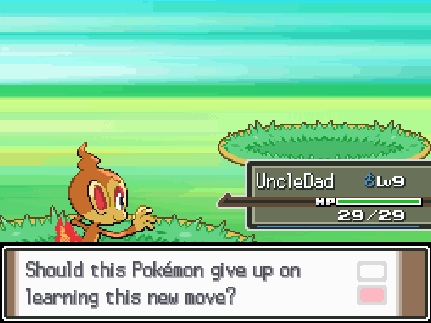 UncleDad ♂Lv9
HP
29/29
Should this Pokémon give up on
learning this new move?